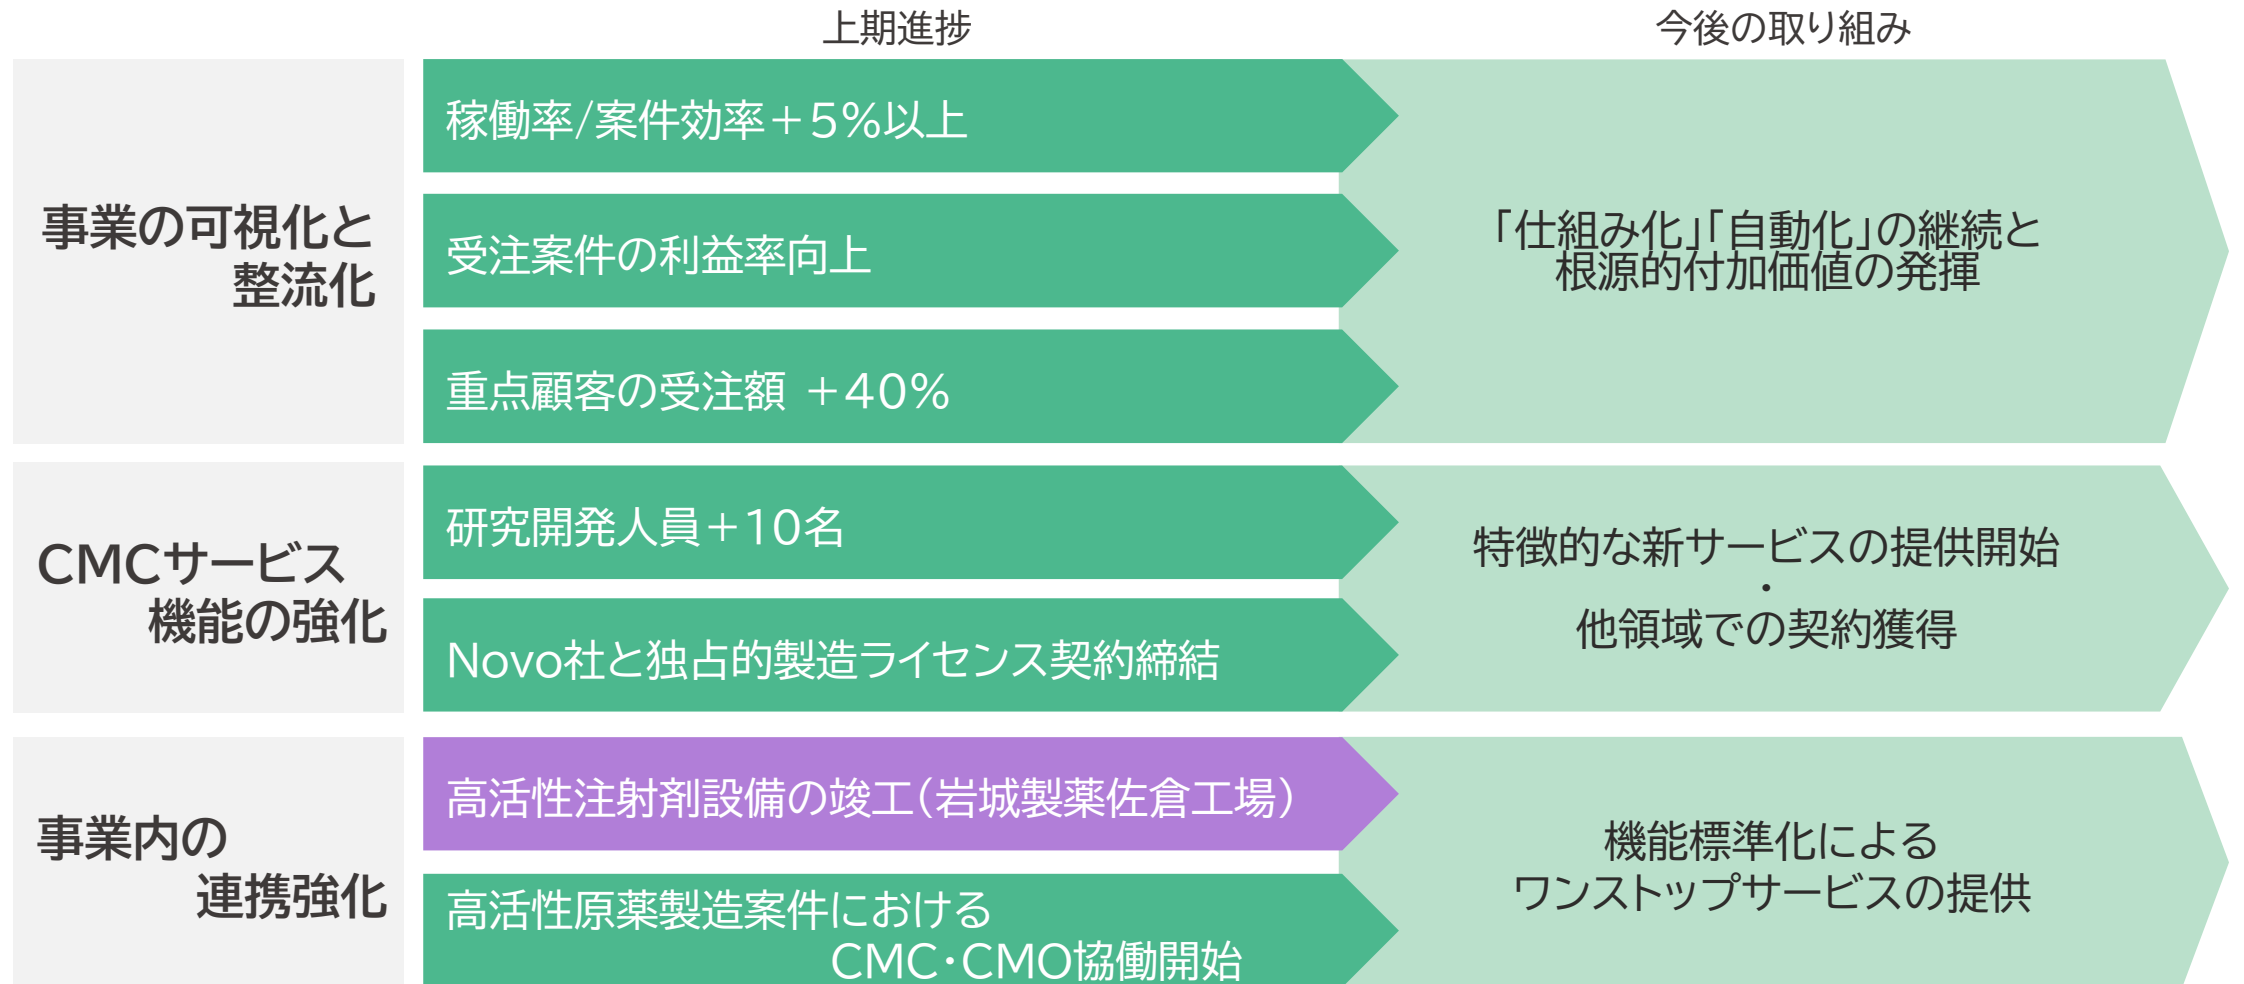 上期進捗
今後の取り組み
事業の可視化と
整流化
稼働率/案件効率＋5％以上
受注案件の利益率向上
重点顧客の受注額 ＋40％
「仕組み化」「自動化」の継続と
根源的付加価値の発揮
CMCサービス
機能の強化
研究開発人員＋10名
Novo社と独占的製造ライセンス契約締結
特徴的な新サービスの提供開始
・
他領域での契約獲得
事業内の
連携強化
高活性注射剤設備の竣工（岩城製薬佐倉工場）
高活性原薬製造案件における
CMC・CMO協働開始
機能標準化による
ワンストップサービスの提供